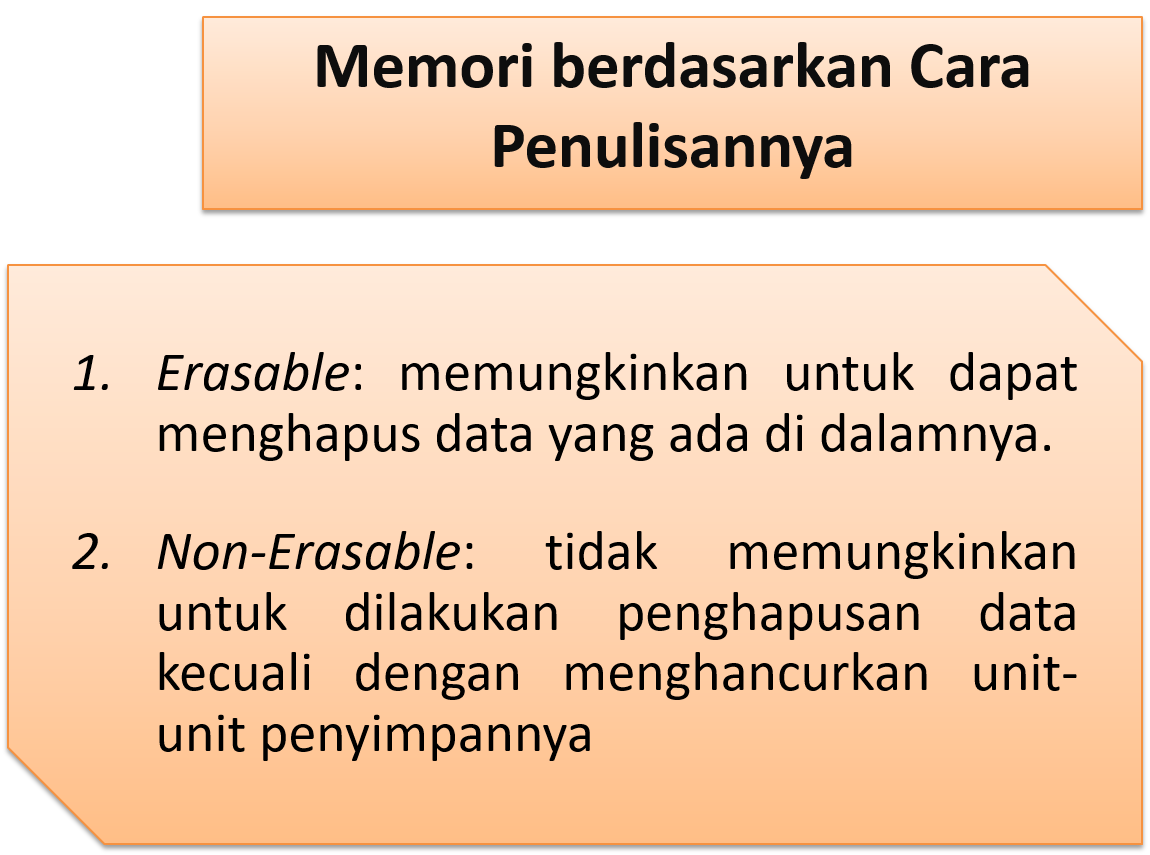 Memori berdasarkan Cara
Penulisannya
1. Erasable: memungkinkan untuk dapat
menghapus data yang ada di dalamnya.
2. Non-Erasable: tidak memungkinkan
untuk dilakukan penghapusan data
kecuali dengan menghancurkan unit-
unit penyimpannya